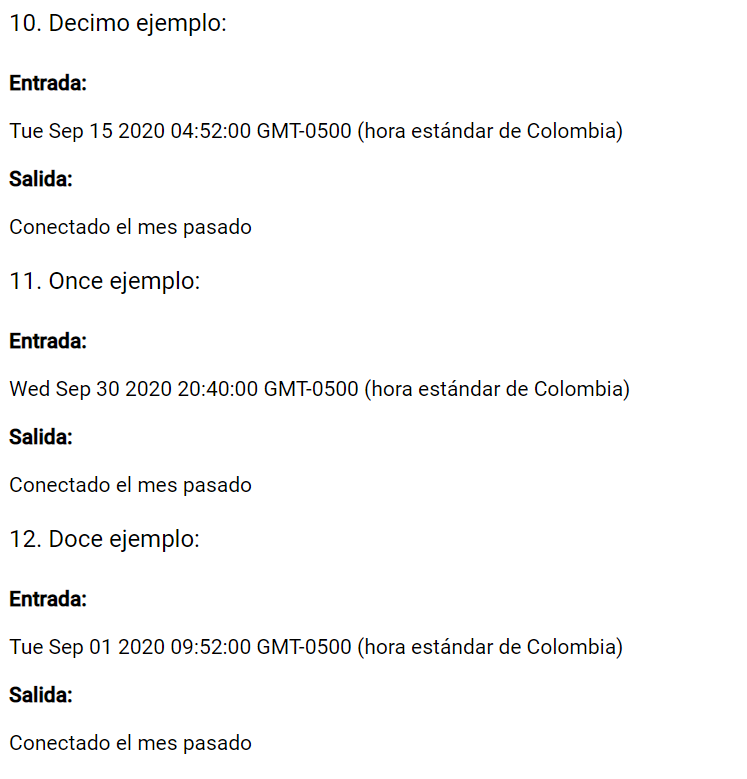 10. Decimo ejemplo:
Entrada:
Tue Sep 15 2020 04:52:00 GMT-0500 (hora estándar de Colombia)
Salida:
Conectado el mes pasado
11. Once ejemplo:
Entrada:
Wed Sep 30 2020 20:40:00 GMT-0500 (hora estándar de Colombia)
Salida:
Conectado el mes pasado
12. Doce ejemplo:
Entrada:
Tue Sep 01 2020 09:52:00 GMT-0500 (hora estándar de Colombia)
Salida:
Conectado el mes pasado